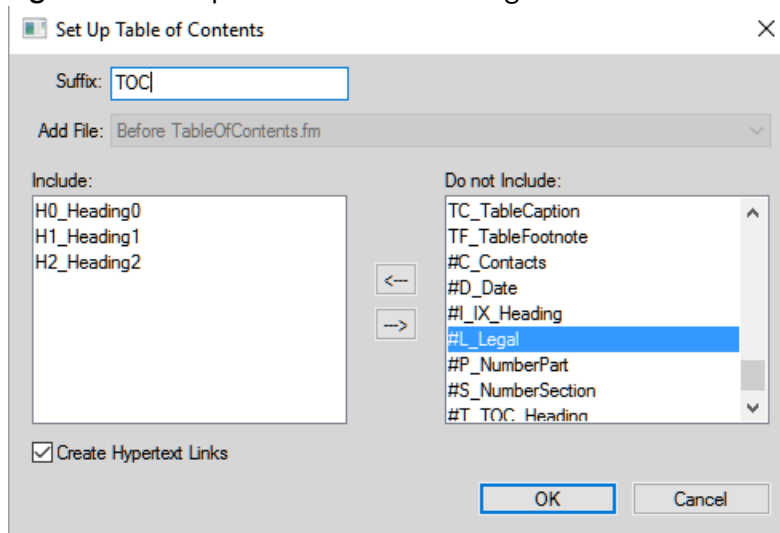 Set Up Table of Contents
Suffix: TOC
Add File: Before TableOfContents.fm
Include:
H0_Heading0
H1_Heading1
H2_Heading2
<---
--->
Do not Include:
TC_TableCaption
TF_TableFootnote
#C_Contacts
#D_Date
#I_IX_Heading
#L_Legal
#P_NumberPart
#S_NumberSection
#T_TOC_Heading
Create Hypertext Links
OK
Cancel